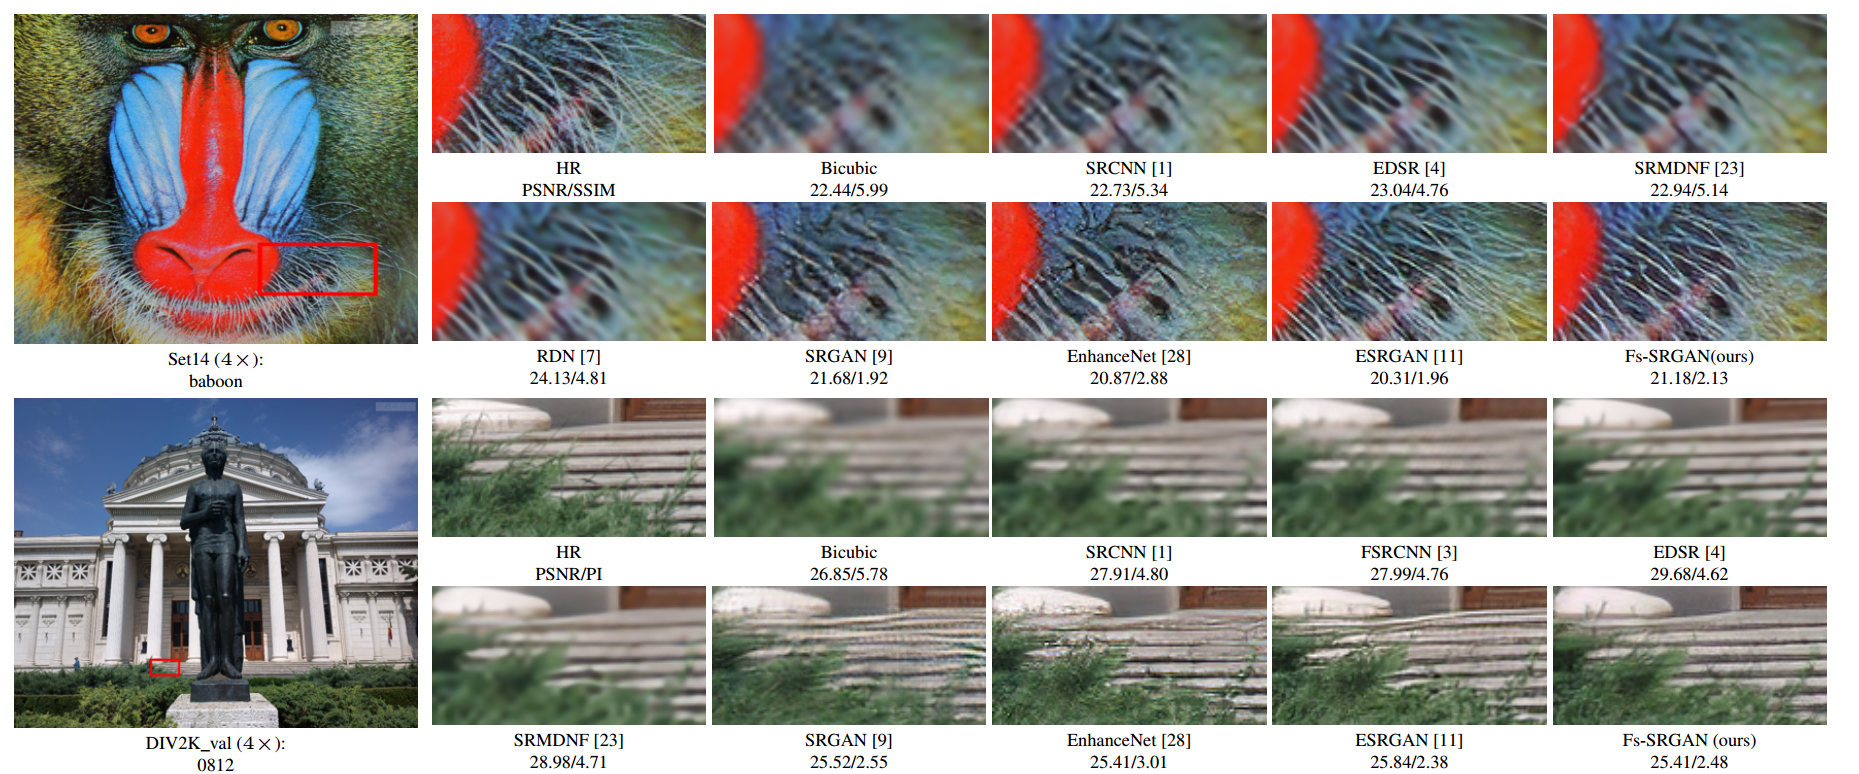 HR
PSNR/SSIM
Bicubic
22.44/5.99
SRCNN [1]
22.73/5.34
EDSR [4]
23.04/4.76
SRMDNF [23]
22.94/5.14
RDN [7]
24.13/4.81
SRGAN [9]
21.68/1.92
EnhanceNet [28]
20.87/2.88
ESRGAN [11]
20.31/1.96
Fs-SRGAN(ours)
21.18/2.13
Set14 (4×):
baboon
HR
PSNR/PI
Bicubic
26.85/5.78
SRCNN [1]
27.91/4.80
FSRCNN [3]
27.99/4.76
EDSR [4]
29.68/4.62
SRMDNF [23]
28.98/4.71
SRGAN [9]
25.52/2.55
EnhanceNet [28]
25.41/3.01
ESRGAN [11]
25.84/2.38
Fs-SRGAN (ours)
25.41/2.48
DIV2K_val (4×):
0812